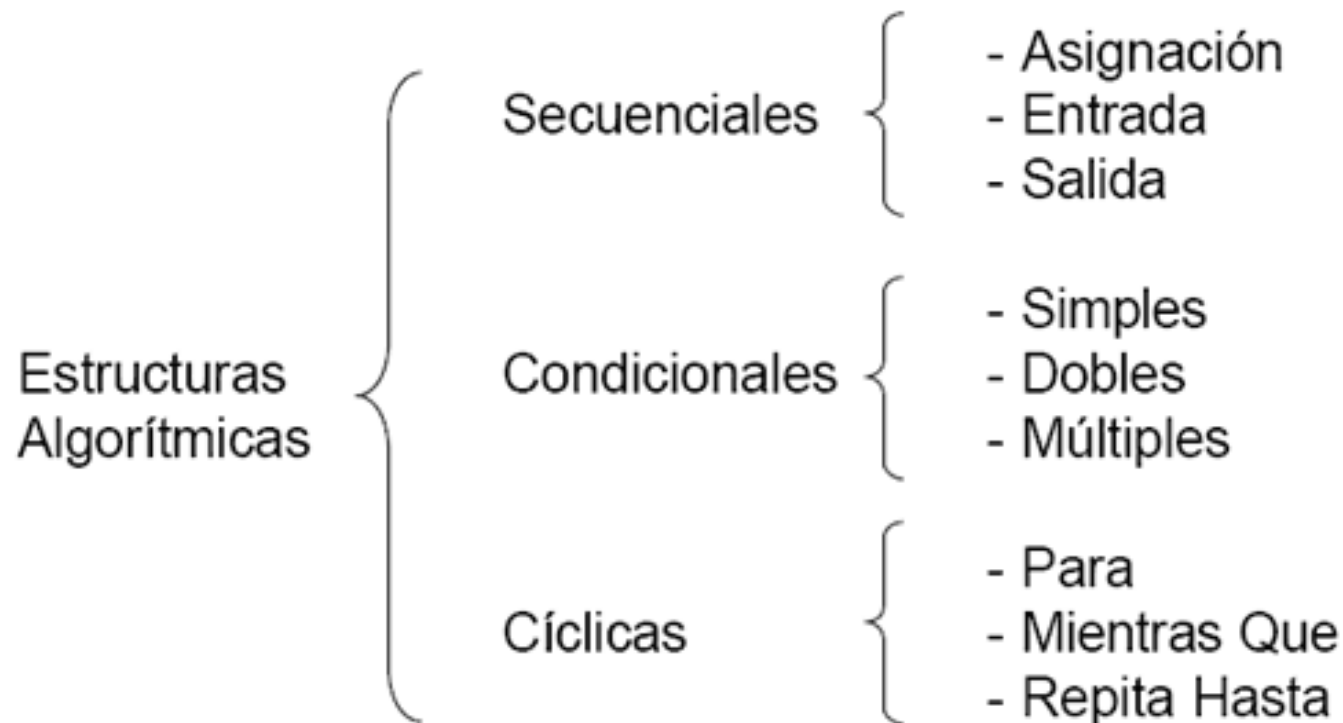 Estructuras
Algorítmicas
Secuenciales
- Asignación
- Entrada
- Salida
Condicionales
- Simples
- Dobles
- Múltiples
Cíclicas
- Para
- Mientras Que
- Repita Hasta